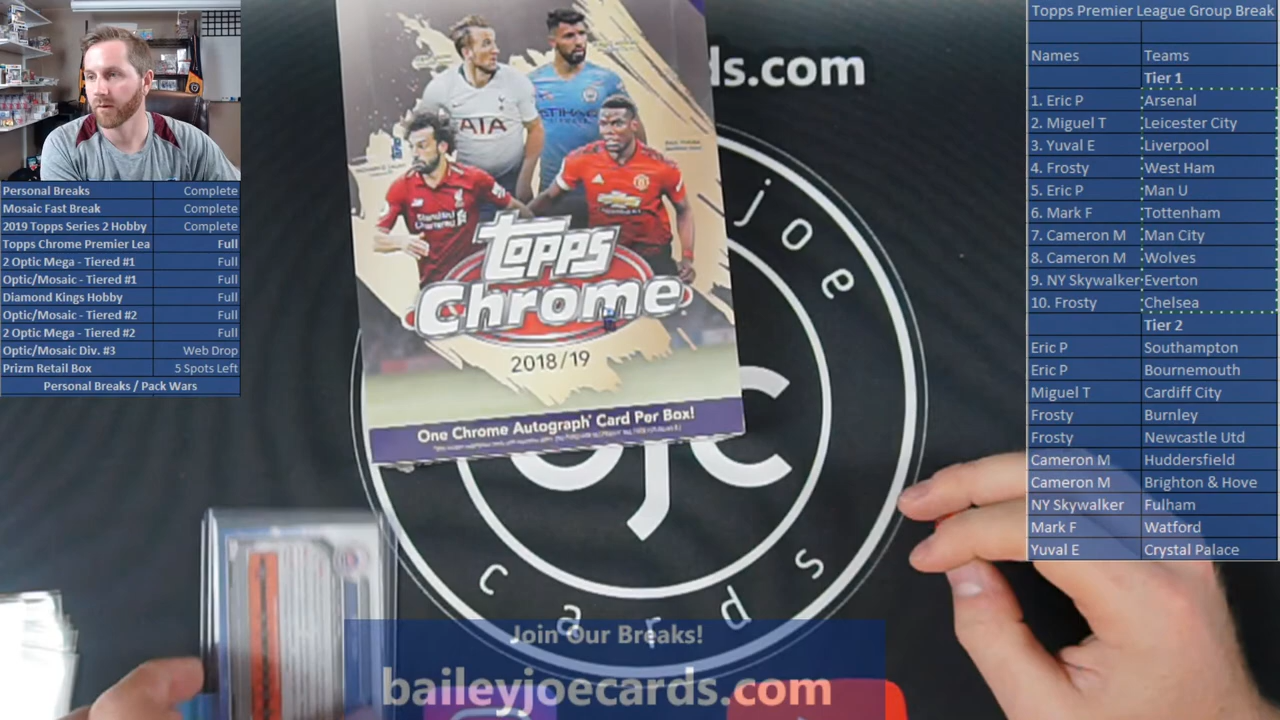 Personal Breaks Complete
Mosaic Fast Break Complete
2019 Topps Series 2 Hobby Complete
Topps Chrome Premier Lea Full
2 Optic Mega - Tiered #1 Full
Optic/Mosaic - Tiered #1 Full
Diamond Kings Hobby Full
Optic/Mosaic - Tiered #2 Full
2 Optic Mega - Tiered #2 Full
Optic/Mosaic Div. #3 Web Drop
Prizm Retail Box 5 Spots Left
Personal Breaks / Pack Wars
ds.com
AIA
Standard Chartered
CHEVROLET
Topps
Chrome
2018/19
One Chrome Autograph* Card Per Box!
joe
cards
bjc
Join Our Breaks!
baileyjoecards.com
Topps Premier League Group Break
Names Teams
Tier 1
1. Eric P Arsenal
2. Miguel T Leicester City
3. Yuval E Liverpool
4. Frosty West Ham
5. Eric P Man U
6. Mark F Tottenham
7. Cameron M Man City
8. Cameron M Wolves
9. NY Skywalker Everton
10. Frosty Chelsea
Tier 2
Eric P Southampton
Eric P Bournemouth
Miguel T Cardiff City
Frosty Burnley
Frosty Newcastle Utd
Cameron M Huddersfield
Cameron M Brighton & Hove
NY Skywalker Fulham
Mark F Watford
Yuval E Crystal Palace